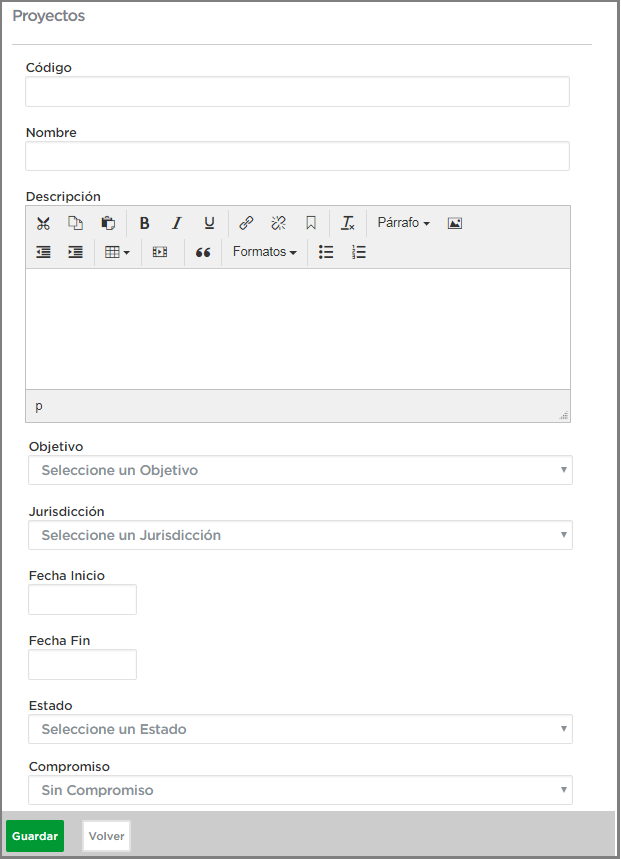 Proyectos
Código
Nombre
Descripción
B I U Tx Párrafo
Formatos
p
Objetivo
Seleccione un Objetivo
Jurisdicción
Seleccione un Jurisdicción
Fecha Inicio
Fecha Fin
Estado
Seleccione un Estado
Compromiso
Sin Compromiso
Guardar Volver